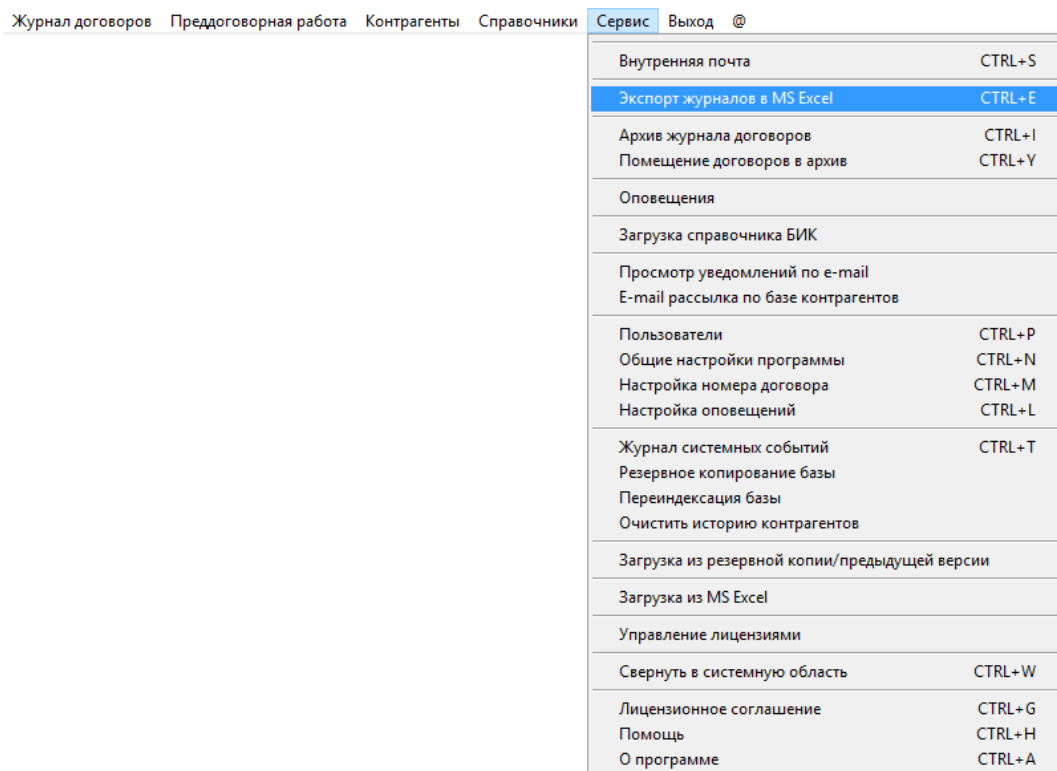 Журнал договоров Преддоговорная работа Контрагенты Справочники Сервис Выход @
Внутренняя почта CTRL+S
Экспорт журналов в MS Excel CTRL+E
Архив журнала договоров CTRL+I
Помещение договоров в архив CTRL+Y
Оповещения
Загрузка справочника БИК
Просмотр уведомлений по e-mail
E-mail рассылка по базе контрагентов
Пользователи CTRL+P
Общие настройки программы CTRL+N
Настройка номера договора CTRL+M
Настройка оповещений CTRL+L
Журнал системных событий CTRL+T
Резервное копирование базы
Переиндексация базы
Очистить историю контрагентов
Загрузка из резервной копии/предыдущей версии
Загрузка из MS Excel
Управление лицензиями
Свернуть в системную область CTRL+W
Лицензионное соглашение CTRL+G
Помощь CTRL+H
О программе CTRL+A